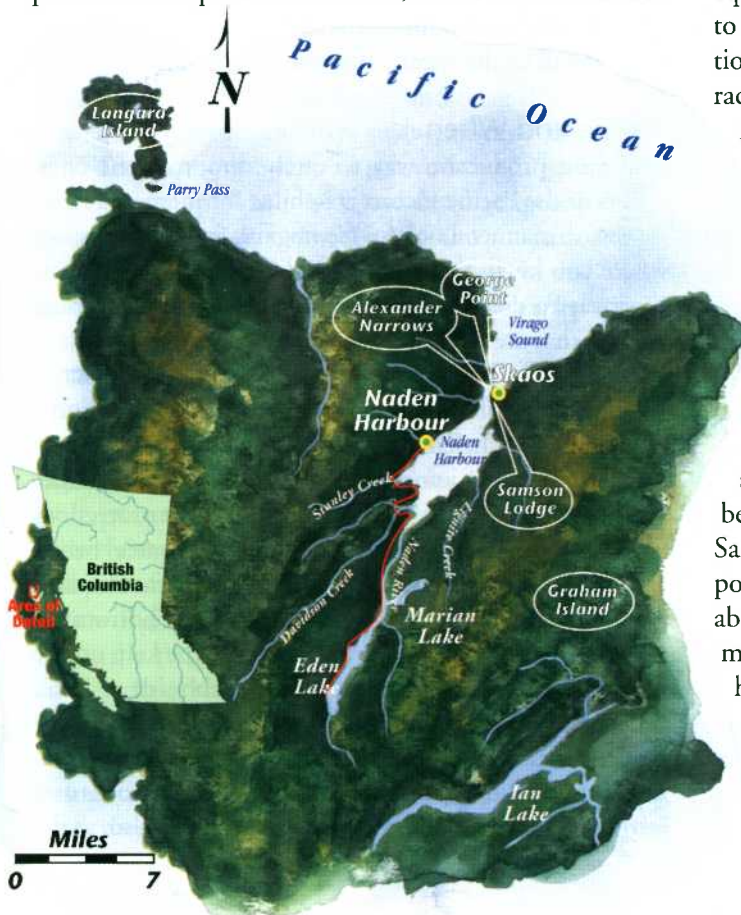 N
Pacific Ocean
Langara
Island
Parry Pass
George
Point
Alexander
Narrows
Virago
Sound
Skaos
Naden
Harbour
Naden
Harbour
Stanley Creek
Samson
Lodge
Lignite Creek
Naden River
Davidson Creek
British
Columbia
Area of
Detail
Marian
Lake
Graham
Island
Eden
Lake
Ian
Lake
Miles
0 7
to
tion
rac
be
Sa
po
ab
m
h